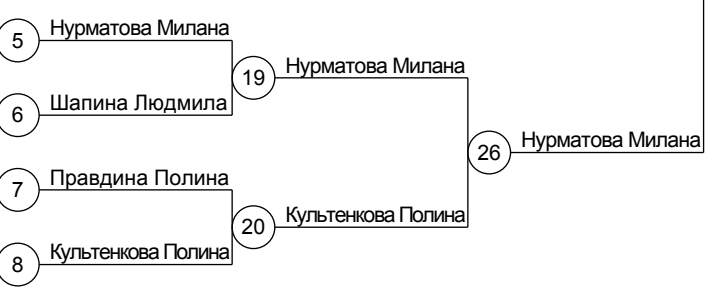 5 Нурматова Милана
19 Нурматова Милана
6 Шапина Людмила
26 Нурматова Милана
7 Правдина Полина
20 Культенкова Полина
8 Культенкова Полина